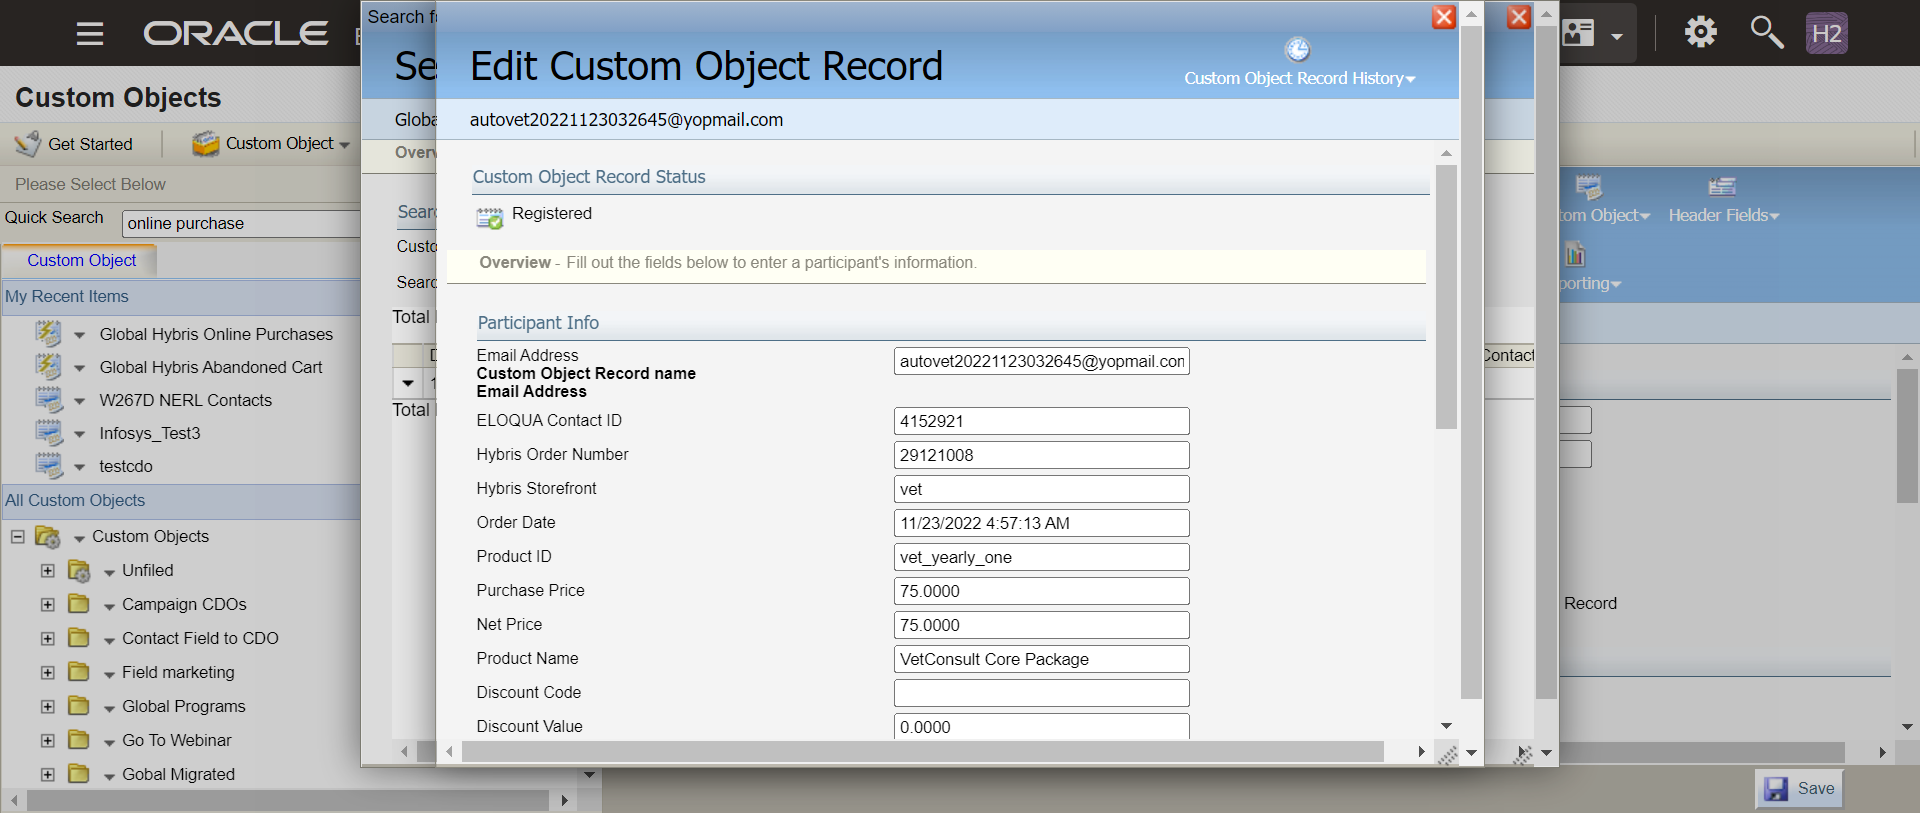 ORACLE
H2
Custom Objects
Get Started
Custom Object
Please Select Below
Quick Search
online purchase
Custom Object
My Recent Items
Global Hybris Online Purchases
Global Hybris Abandoned Cart
W267D NERL Contacts
Infosys_Test3
testcdo
All Custom Objects
Custom Objects
Unfiled
Campaign CDOs
Contact Field to CDO
Field marketing
Global Programs
Go To Webinar
Gobal Migrated
Search f
Se
Globa
Overv
Searc
Custo
Searc
Total
Total
Edit Custom Object Record
Custom Object Record History
autovet20221123032645@yopmail.com
Custom Object Record Status
Registered
Overview - Fill out the fields below to enter a participant's information.
Participant Info
Email Address
Custom Object Record name
Email Address
autovet20221123032645@yopmail.con
ELOQUA Contact ID 4152921
Hybris Order Number 29121008
Hybris Storefront vet
Order Date 11/23/2022 4:57:13 AM
Product ID vet_yearly_one
Purchase Price 75.0000
Net Price 75.0000
Product Name VetConsult Core Package
Discount Code
Discount Value 0.0000
Contact
tom Object
Header Fields
porting
Record
Save